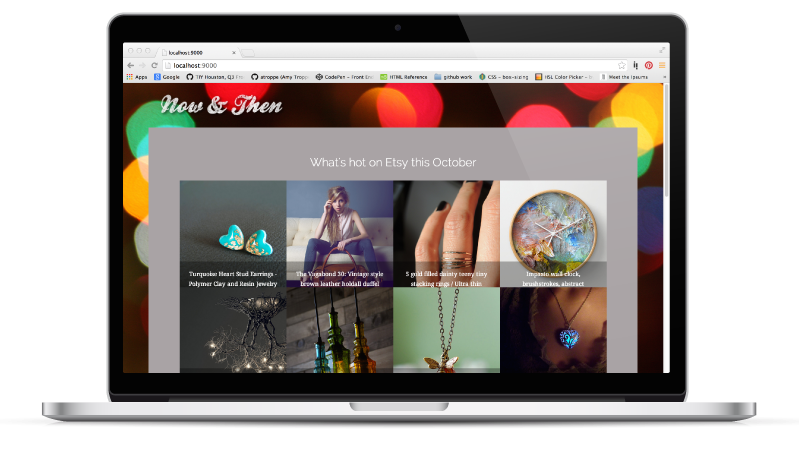 localhost:9000
localhost:9000
Apps Google TIY Houston, Q3 Fr atroppe (Amy Trop CodePen - Front En HTML Reference github work CSS - box-sizing HSL Color Picker - Meet the Ipsums
Now & Then
What's hot on Etsy this October
Turquoise Heart Stud Earrings - The Vagabond 30: Vintage style 5 gold filled dainty teeny tiny Impasto wall clock,
Polymer Clay and Resin Jewelry brown leather holdall duffel stacking rings / Ultra thin brushstrokes, abstract